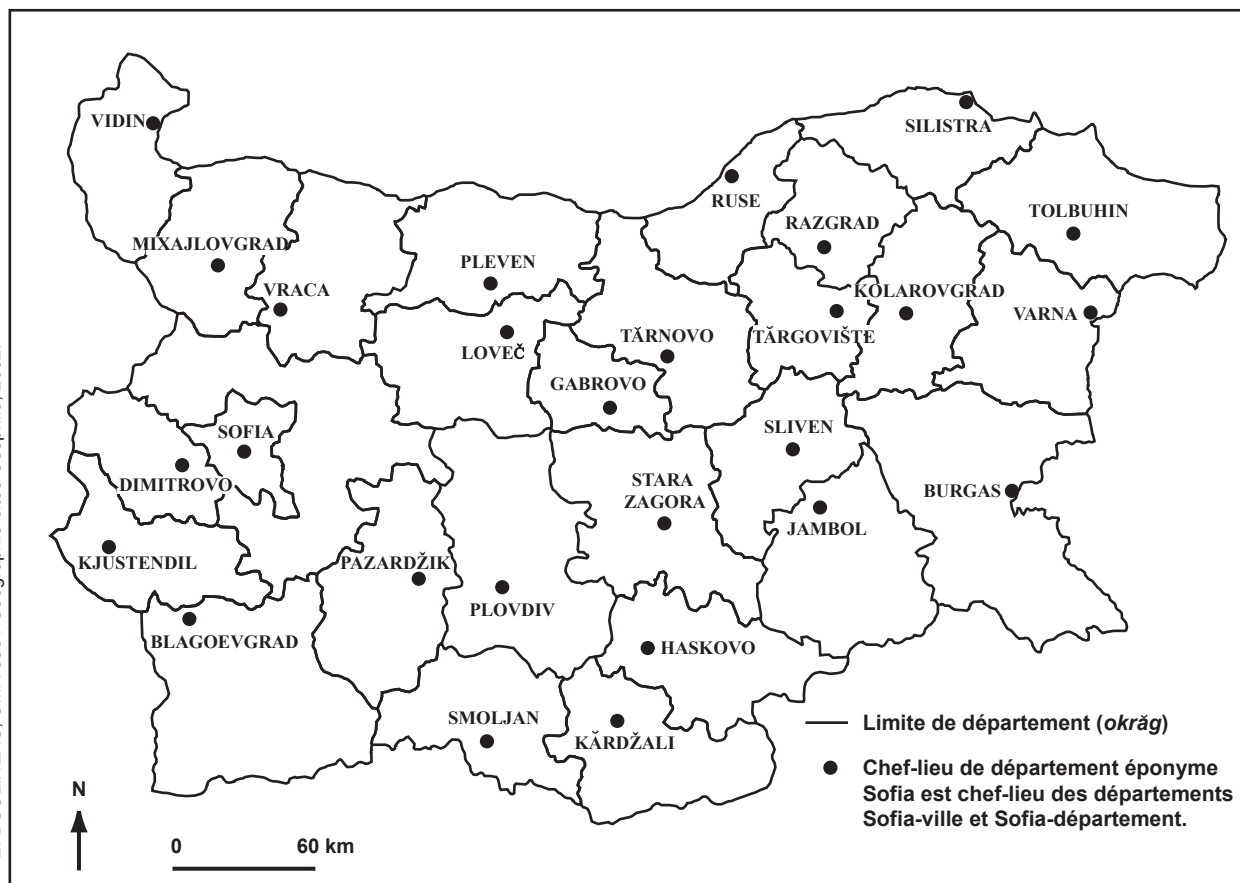 VIDIN
SILISTRA
RUSE
TOLBUHIN
RAZGRAD
MIXAJLOVGRAD
PLEVEN
VRACA
KOLAROVGRAD
VARNA
LOVEČ
TĂRNOVO
TĂRGOVIŠTE
GABROVO
SOFIA
SLIVEN
DIMITROVO
STARA
ZAGORA
BURGAS
JAMBOL
KJUSTENDIL
PAZARDŽIK
PLOVDIV
BLAGOEVGRAD
HASKOVO
SMOLJAN
KĂRDŽALI
Limite de département (okrăg)
Chef-lieu de département éponyme
Sofia est chef-lieu des départements
Sofia-ville et Sofia-département.
N
0 60 km